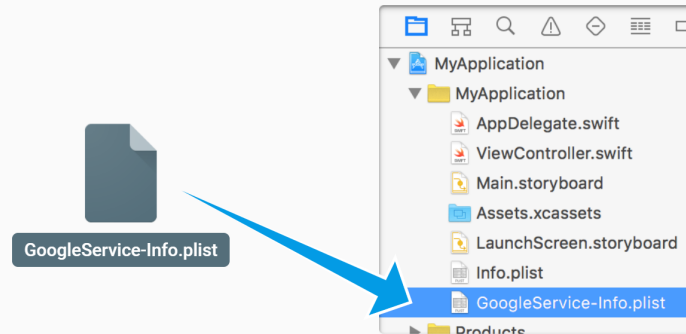 GoogleService-Info.plist
MyApplication
MyApplication
AppDelegate.swift
ViewController.swift
Main.storyboard
Assets.xcassets
LaunchScreen.storyboard
Info.plist
GoogleService-Info.plist
Products